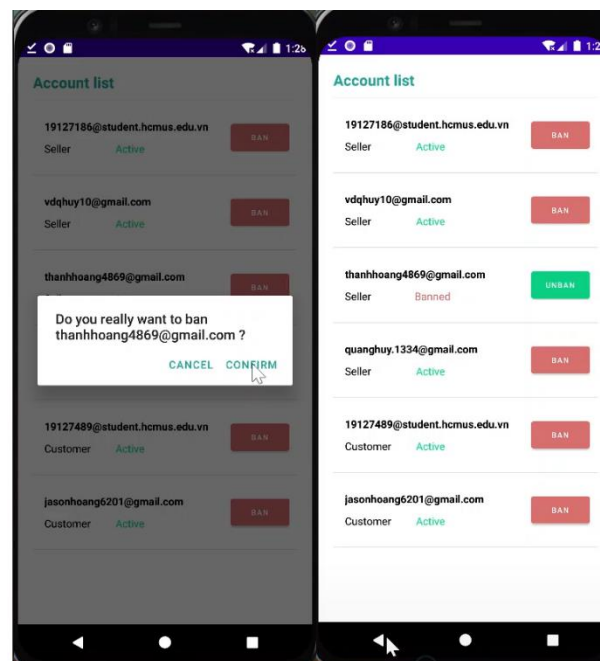 1:26
Account list
19127186@student.hcmus.edu.vn
Seller Active
BAN
vdqhuy10@gmail.com
Seller Active
BAN
thanhhoang4869@gmail.com
BAN
Do you really want to ban
thanhhoang4869@gmail.com ?
CANCEL CONFIRM
19127489@student.hcmus.edu.vn
Customer Active
BAN
jasonhoang6201@gmail.com
Customer Active
BAN
Account list
19127186@student.hcmus.edu.vn
Seller Active
BAN
vdqhuy10@gmail.com
Seller Active
BAN
thanhhoang4869@gmail.com
Seller Banned
UNBAN
quanghuy.1334@gmail.com
Seller Active
BAN
19127489@student.hcmus.edu.vn
Customer Active
BAN
jasonhoang6201@gmail.com
Customer Active
BAN